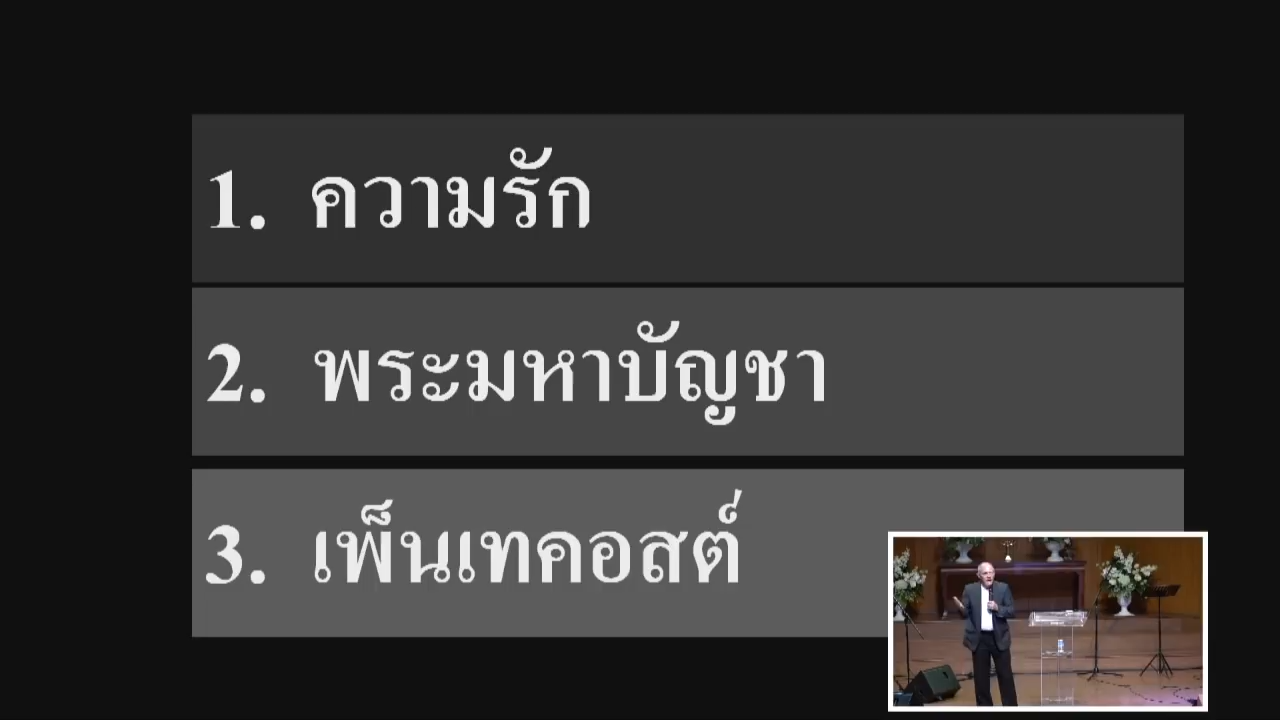 1. ความรัก
2. พระมหาบัญชา
3. เพ็นเทคอสต์